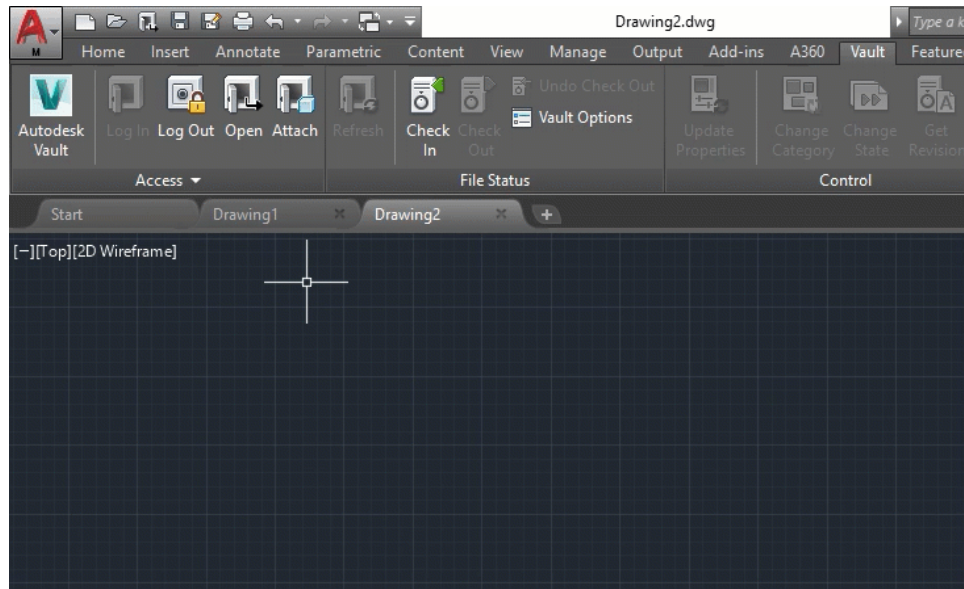 A
M
Drawing2.dwg
Type a k
Home Insert Annotate Parametric Content View Manage Output Add-ins A360 Vault Feature
Autodesk Vault
Log In Log Out Open Attach Refresh
Check In
Check Out
Undo Check Out
Vault Options
Update Properties
Change Category
Change State
Get Revision
Access File Status Control
Start Drawing1 Drawing2
[−][Top][2D Wireframe]